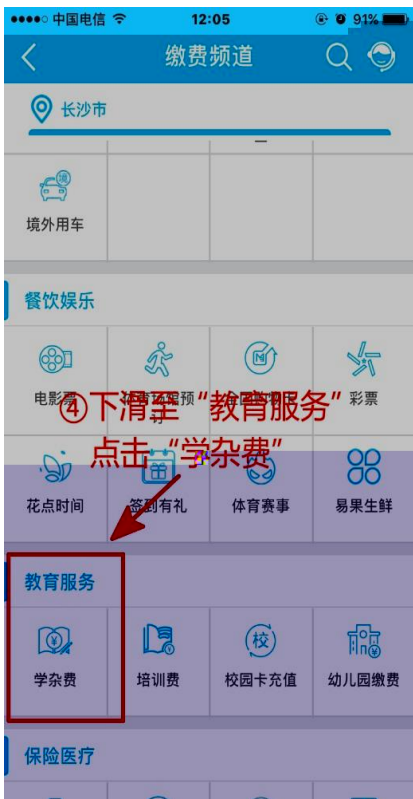 中国电信 12:05 91%
缴费频道
长沙市
境外用车
餐饮娱乐
电影票 彩票
④下滑至“教育服务”
点击“学杂费”
花点时间 签到有礼 体育赛事 易果生鲜
教育服务
学杂费 培训费 校园卡充值 幼儿园缴费
保险医疗